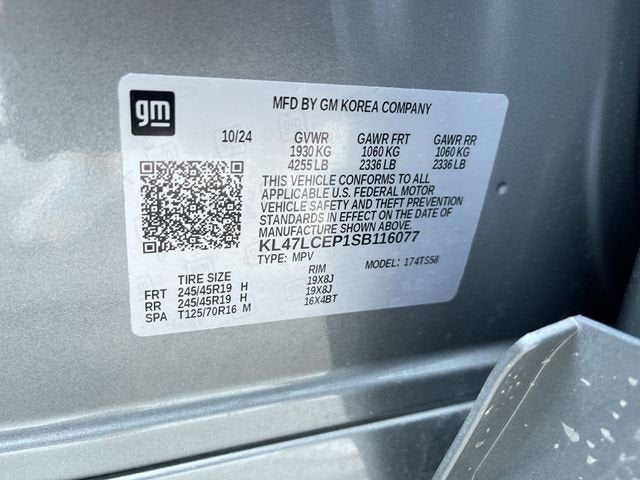 gm
MFD BY GM KOREA COMPANY
10/24 GVWR GAWR FRT GAWR RR
1930 KG 1060 KG 1060 KG
4255 LB 2336 LB 2336 LB
THIS VEHICLE CONFORMS TO ALL
APPLICABLE U.S. FEDERAL MOTOR
VEHICLE SAFETY AND THEFT PREVENTION
STANDARDS IN EFFECT ON THE DATE
OF MANUFACTURE SHOWN ABOVE.
KL47LCEP1SB116077
TYPE: MPV MODEL: 174TS58
TIRE SIZE RIM
FRT 245/45R19 H 19X8J
RR 245/45R19 H 19X8J
SPA T125/70R16 M 16X4BT